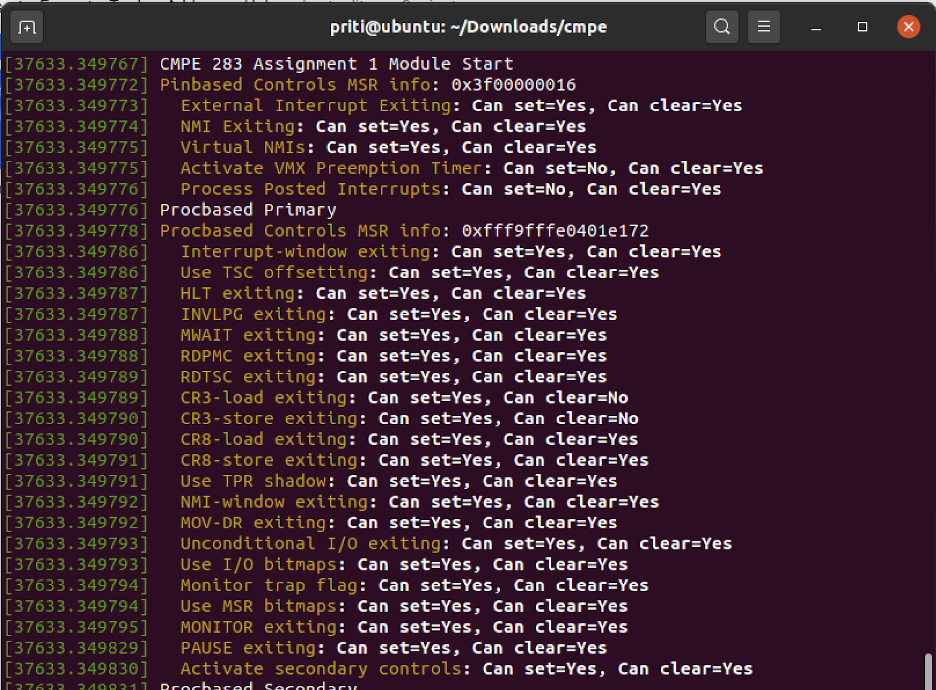 priti@ubuntu: ~/Downloads/cmpe
[37633.349767] CMPE 283 Assignment 1 Module Start
[37633.349772] Pinbased Controls MSR info: 0x3f00000016
[37633.349773]   External Interrupt Exiting: Can set=Yes, Can clear=Yes
[37633.349774]   NMI Exiting: Can set=Yes, Can clear=Yes
[37633.349775]   Virtual NMIs: Can set=Yes, Can clear=Yes
[37633.349775]   Activate VMX Preemption Timer: Can set=No, Can clear=Yes
[37633.349776]   Process Posted Interrupts: Can set=No, Can clear=Yes
[37633.349776] Procbased Primary
[37633.349778] Procbased Controls MSR info: 0xfff9fffe0401e172
[37633.349786]   Interrupt-window exiting: Can set=Yes, Can clear=Yes
[37633.349786]   Use TSC offsetting: Can set=Yes, Can clear=Yes
[37633.349787]   HLT exiting: Can set=Yes, Can clear=Yes
[37633.349787]   INVLPG exiting: Can set=Yes, Can clear=Yes
[37633.349788]   MWAIT exiting: Can set=Yes, Can clear=Yes
[37633.349788]   RDPMC exiting: Can set=Yes, Can clear=Yes
[37633.349789]   RDTSC exiting: Can set=Yes, Can clear=Yes
[37633.349789]   CR3-load exiting: Can set=Yes, Can clear=No
[37633.349790]   CR3-store exiting: Can set=Yes, Can clear=No
[37633.349790]   CR8-load exiting: Can set=Yes, Can clear=Yes
[37633.349791]   CR8-store exiting: Can set=Yes, Can clear=Yes
[37633.349791]   Use TPR shadow: Can set=Yes, Can clear=Yes
[37633.349792]   NMI-window exiting: Can set=Yes, Can clear=Yes
[37633.349792]   MOV-DR exiting: Can set=Yes, Can clear=Yes
[37633.349793]   Unconditional I/O exiting: Can set=Yes, Can clear=Yes
[37633.349793]   Use I/O bitmaps: Can set=Yes, Can clear=Yes
[37633.349794]   Monitor trap flag: Can set=Yes, Can clear=Yes
[37633.349794]   Use MSR bitmaps: Can set=Yes, Can clear=Yes
[37633.349795]   MONITOR exiting: Can set=Yes, Can clear=Yes
[37633.349829]   PAUSE exiting: Can set=Yes, Can clear=Yes
[37633.349830]   Activate secondary controls: Can set=Yes, Can clear=Yes
[37633.349831] Procbased Secondary